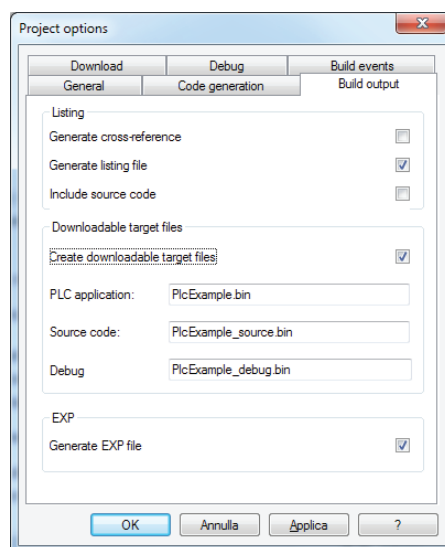 Project options
Download Debug Build events
General Code generation Build output
Listing
Generate cross-reference
Generate listing file
Include source code
Downloadable target files
Create downloadable target files
PLC application: PlcExample.bin
Source code: PlcExample_source.bin
Debug PlcExample_debug.bin
EXP
Generate EXP file
OK Annulla Applica ?